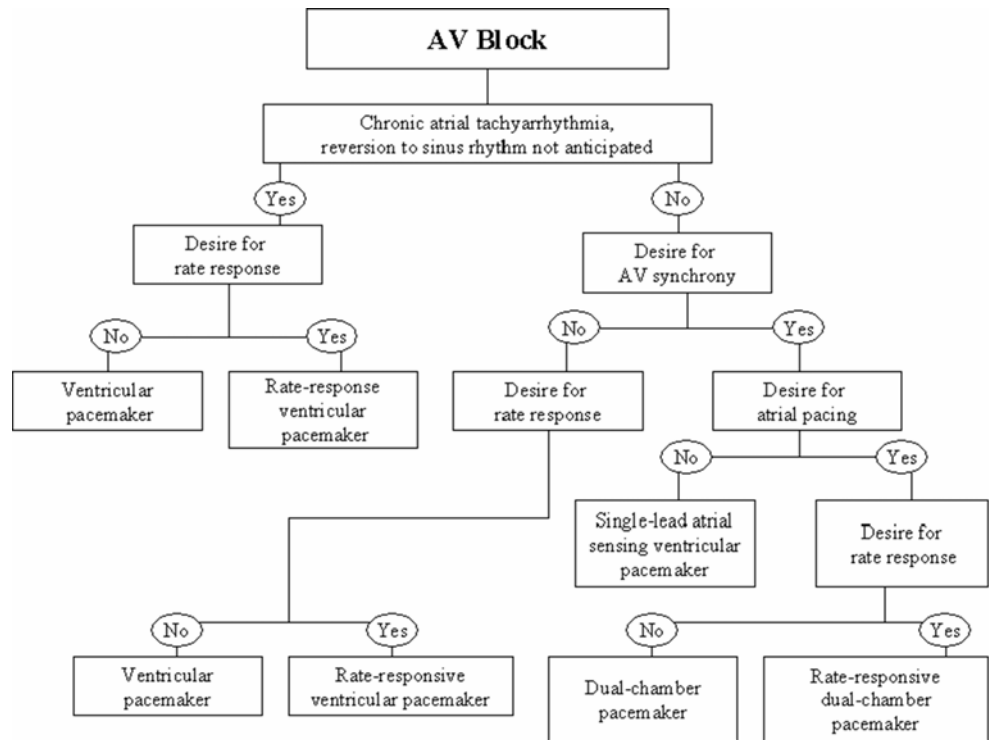 AV Block
Chronic atrial tachyarrhythmia,
reversion to sinus rhythm not anticipated
Yes
No
Desire for
rate response
Desire for
AV synchrony
No
Yes
No
Yes
Ventricular
pacemaker
Rate-response
ventricular
pacemaker
Desire for
rate response
Desire for
atrial pacing
No
Yes
Single-lead atrial
sensing ventricular
pacemaker
Desire for
rate response
No
Yes
No
Yes
Ventricular
pacemaker
Rate-responsive
ventricular pacemaker
Dual-chamber
pacemaker
Rate-responsive
dual-chamber
pacemaker